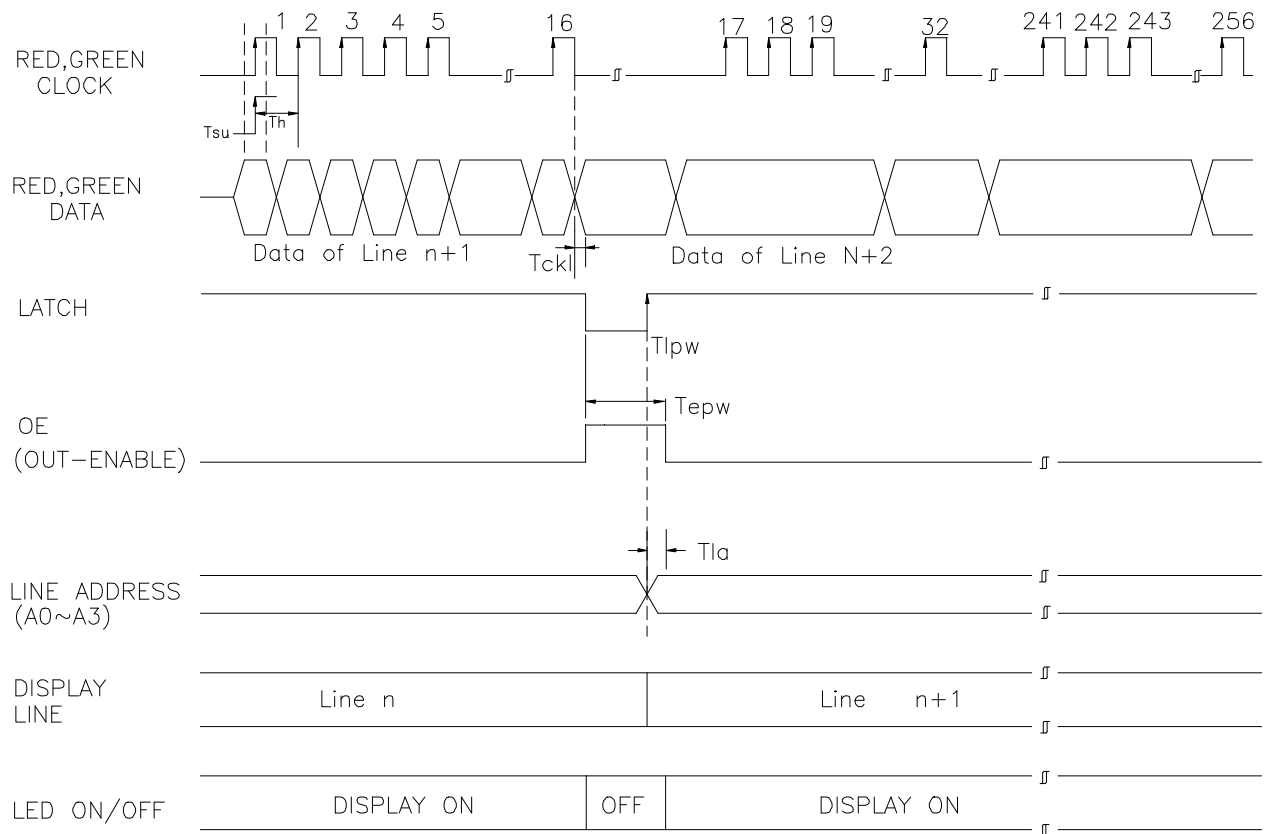 1 2 3 4 5 16 17 18 19 32 241 242 243 256
RED,GREEN
CLOCK
Tsu
Th
RED,GREEN
DATA
Data of Line n+1
Tckl
Data of Line N+2
LATCH
Tlpw
Tepw
OE
(OUT-ENABLE)
Tla
LINE ADDRESS
(A0~A3)
DISPLAY
LINE
Line n
Line n+1
LED ON/OFF
DISPLAY ON
OFF
DISPLAY ON